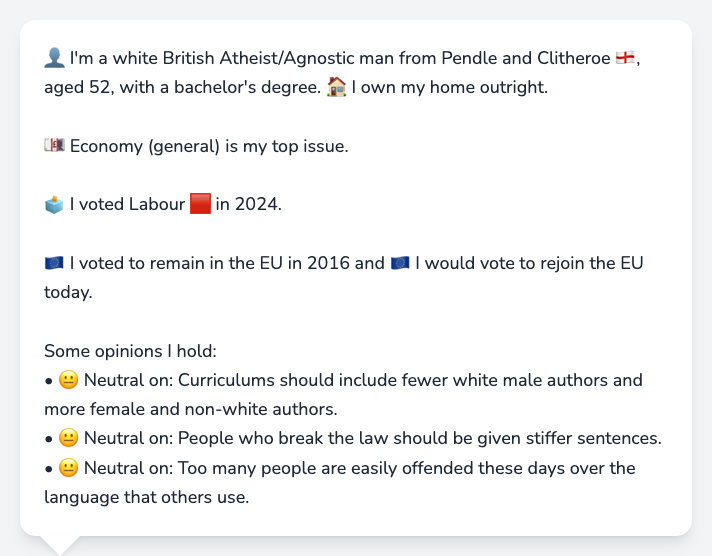 👤 I'm a white British Atheist/Agnostic man from Pendle and Clitheroe 🏴󠁧󠁢󠁥󠁮󠁧󠁿,
aged 52, with a bachelor's degree. 🏠 I own my home outright.
💷 Economy (general) is my top issue.
🗳️ I voted Labour 🟥 in 2024.
🇪🇺 I voted to remain in the EU in 2016 and 🇪🇺 I would vote to rejoin the EU
today.
Some opinions I hold:
• 😐 Neutral on: Curriculums should include fewer white male authors and
more female and non-white authors.
• 😐 Neutral on: People who break the law should be given stiffer sentences.
• 😐 Neutral on: Too many people are easily offended these days over the
language that others use.